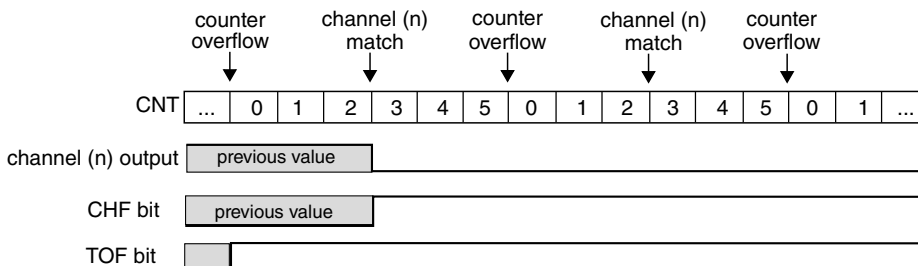 counter overflow
channel (n) match
counter overflow
channel (n) match
counter overflow
CNT ... 0 1 2 3 4 5 0 1 2 3 4 5 0 1 ...
channel (n) output previous value
CHF bit previous value
TOF bit